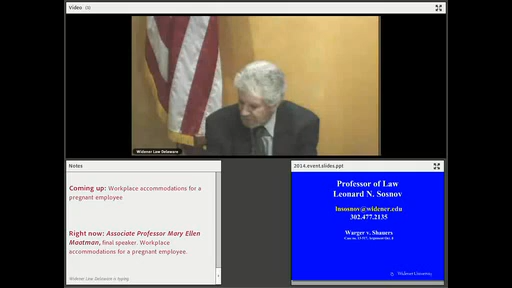 Video
Widener Law Delaware
Notes
Coming up: Workplace accommodations for a
pregnant employee
Right now: Associate Professor Mary Ellen
Maatman, final speaker. Workplace
accommodations for a pregnant employee.
Widener Law Delaware is typing.
2014.event.slides.ppt
Professor of Law
Leonard N. Sosnov
lnsosnov@widener.edu
302.477.2135
Warger v. Shauers
Widener University